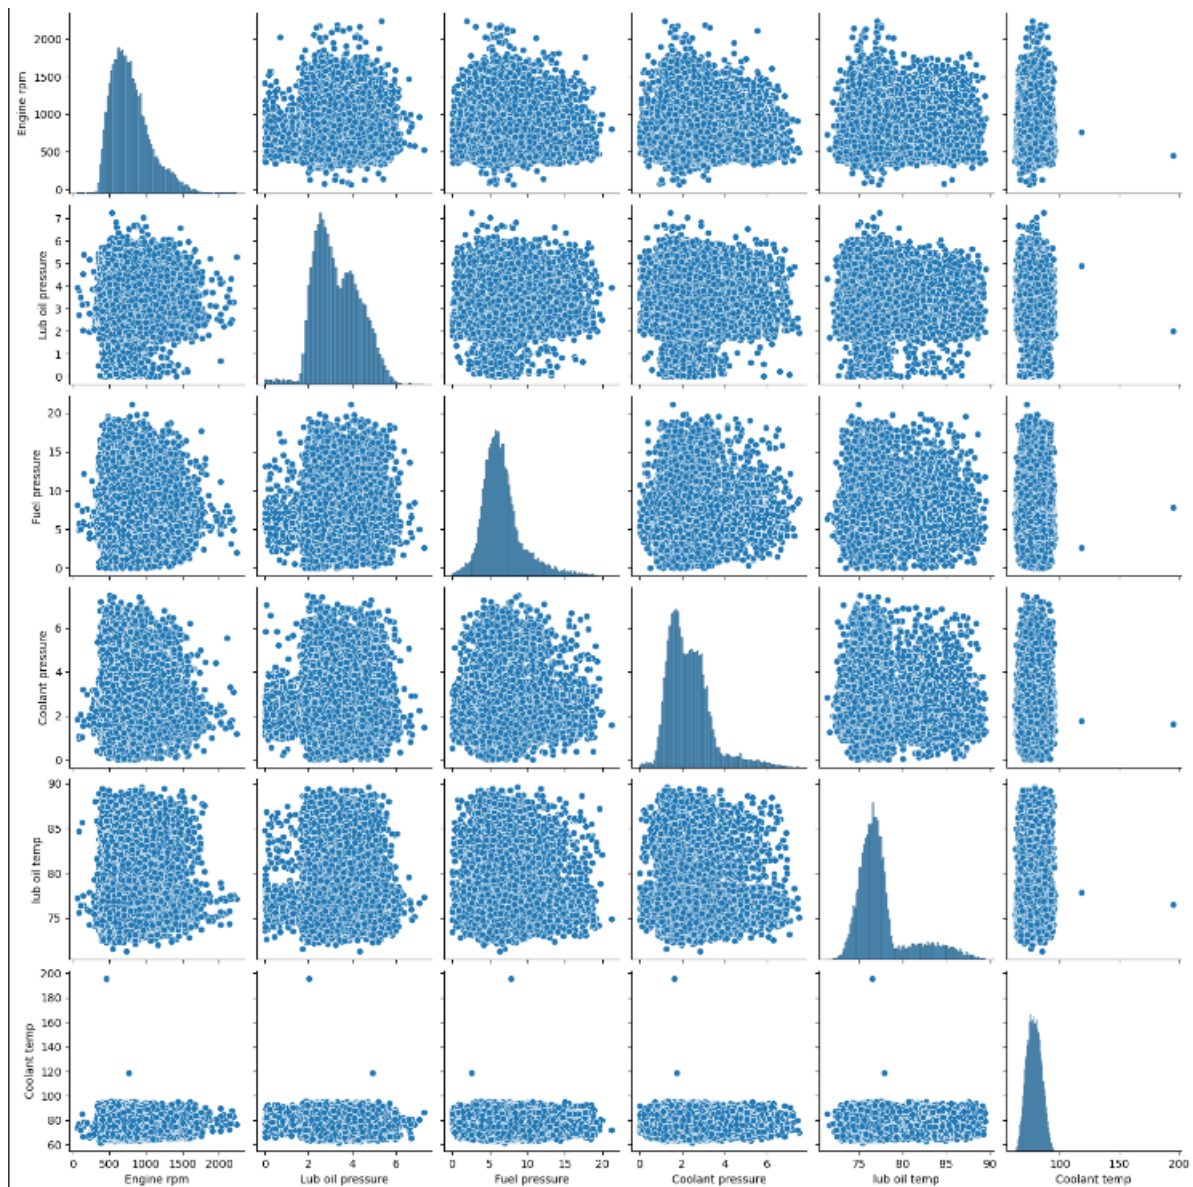 Engine rpm
2000
1500
1000
500
0
Lub oil pressure
7
6
5
4
3
2
1
0
Fuel pressure
20
15
10
5
0
Coolant pressure
6
4
2
0
lub oil temp
90
85
80
75
Coolant temp
200
180
160
140
120
100
80
60
0 500 1000 1500 2000
0 2 4 6
0 5 10 15 20
0 2 4 6
75 80 85 90
100 150 200
Engine rpm
Lub oil pressure
Fuel pressure
Coolant pressure
lub oil temp
Coolant temp